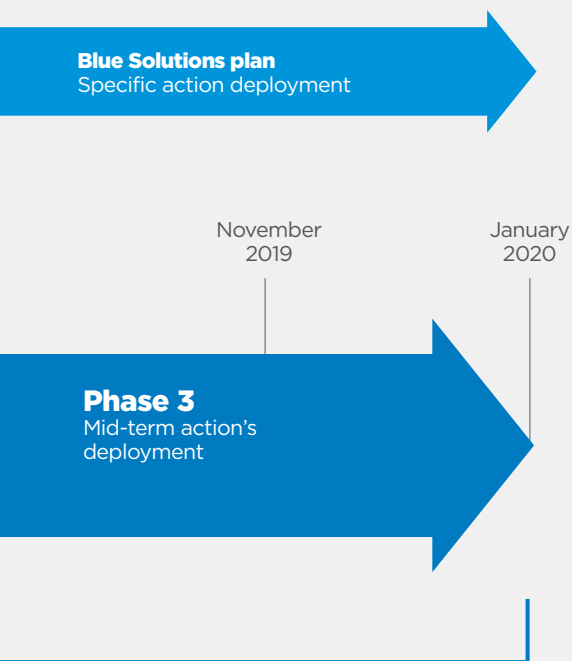 Blue Solutions plan
Specific action deployment
November
2019
January
2020
Phase 3
Mid-term action's
deployment